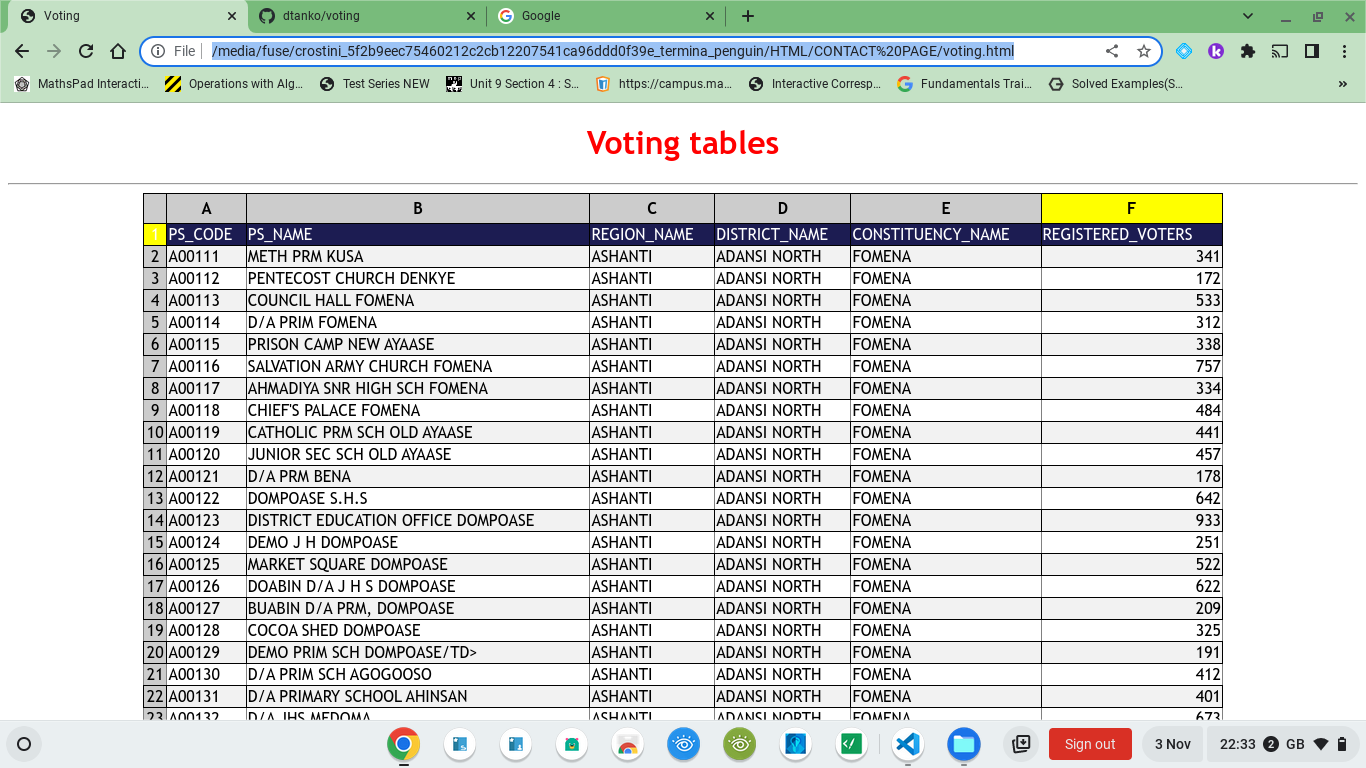 Voting
dtanko/voting
Google
File
/media/fuse/crostini_5f2b9eec75460212c2cb12207541ca96ddd0f39e_termina_penguin/HTML/CONTACT%20PAGE/voting.html
MathsPad Interacti... Operations with Alg... Test Series NEW Unit 9 Section 4 : S... https://campus.ma... Interactive Corresp... Fundamentals Trai... Solved Examples(S... »
Voting tables
A B C D E F
1 PS_CODE PS_NAME REGION_NAME DISTRICT_NAME CONSTITUENCY_NAME REGISTERED_VOTERS
2 A00111 METH PRM KUSA ASHANTI ADANSI NORTH FOMENA 341
3 A00112 PENTECOST CHURCH DENKYE ASHANTI ADANSI NORTH FOMENA 172
4 A00113 COUNCIL HALL FOMENA ASHANTI ADANSI NORTH FOMENA 533
5 A00114 D/A PRIM FOMENA ASHANTI ADANSI NORTH FOMENA 312
6 A00115 PRISON CAMP NEW AYAASE ASHANTI ADANSI NORTH FOMENA 338
7 A00116 SALVATION ARMY CHURCH FOMENA ASHANTI ADANSI NORTH FOMENA 757
8 A00117 AHMADIYA SNR HIGH SCH FOMENA ASHANTI ADANSI NORTH FOMENA 334
9 A00118 CHIEF'S PALACE FOMENA ASHANTI ADANSI NORTH FOMENA 484
10 A00119 CATHOLIC PRM SCH OLD AYAASE ASHANTI ADANSI NORTH FOMENA 441
11 A00120 JUNIOR SEC SCH OLD AYAASE ASHANTI ADANSI NORTH FOMENA 457
12 A00121 D/A PRM BENA ASHANTI ADANSI NORTH FOMENA 178
13 A00122 DOMPOASE S.H.S ASHANTI ADANSI NORTH FOMENA 642
14 A00123 DISTRICT EDUCATION OFFICE DOMPOASE ASHANTI ADANSI NORTH FOMENA 933
15 A00124 DEMO J H DOMPOASE ASHANTI ADANSI NORTH FOMENA 251
16 A00125 MARKET SQUARE DOMPOASE ASHANTI ADANSI NORTH FOMENA 522
17 A00126 DOABIN D/A J H S DOMPOASE ASHANTI ADANSI NORTH FOMENA 622
18 A00127 BUABIN D/A PRM, DOMPOASE ASHANTI ADANSI NORTH FOMENA 209
19 A00128 COCOA SHED DOMPOASE ASHANTI ADANSI NORTH FOMENA 325
20 A00129 DEMO PRIM SCH DOMPOASE/TD> ASHANTI ADANSI NORTH FOMENA 191
21 A00130 D/A PRIM SCH AGOGOOSO ASHANTI ADANSI NORTH FOMENA 412
22 A00131 D/A PRIMARY SCHOOL AHINSAN ASHANTI ADANSI NORTH FOMENA 401
23 A00132 D/A JHS MEDOMA ASHANTI ADANSI NORTH FOMENA 673
Sign out
3 Nov
22:33 2 GB